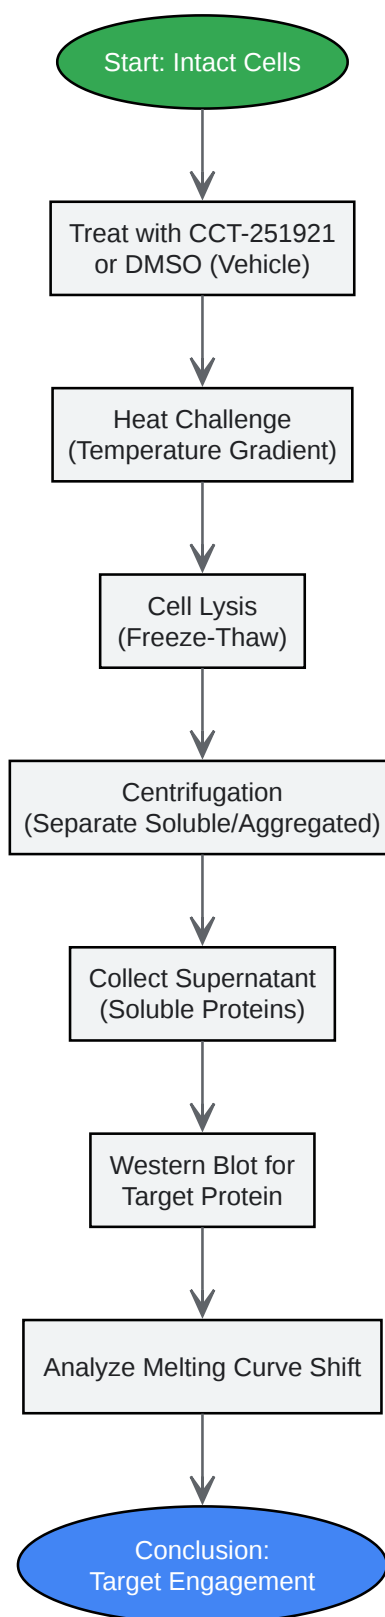 Start: Intact Cells
Treat with CCT-251921
or DMSO (Vehicle)
Heat Challenge
(Temperature Gradient)
Cell Lysis
(Freeze-Thaw)
Centrifugation
(Separate Soluble/Aggregated)
Collect Supernatant
(Soluble Proteins)
Western Blot for
Target Protein
Analyze Melting Curve Shift
Conclusion:
Target Engagement